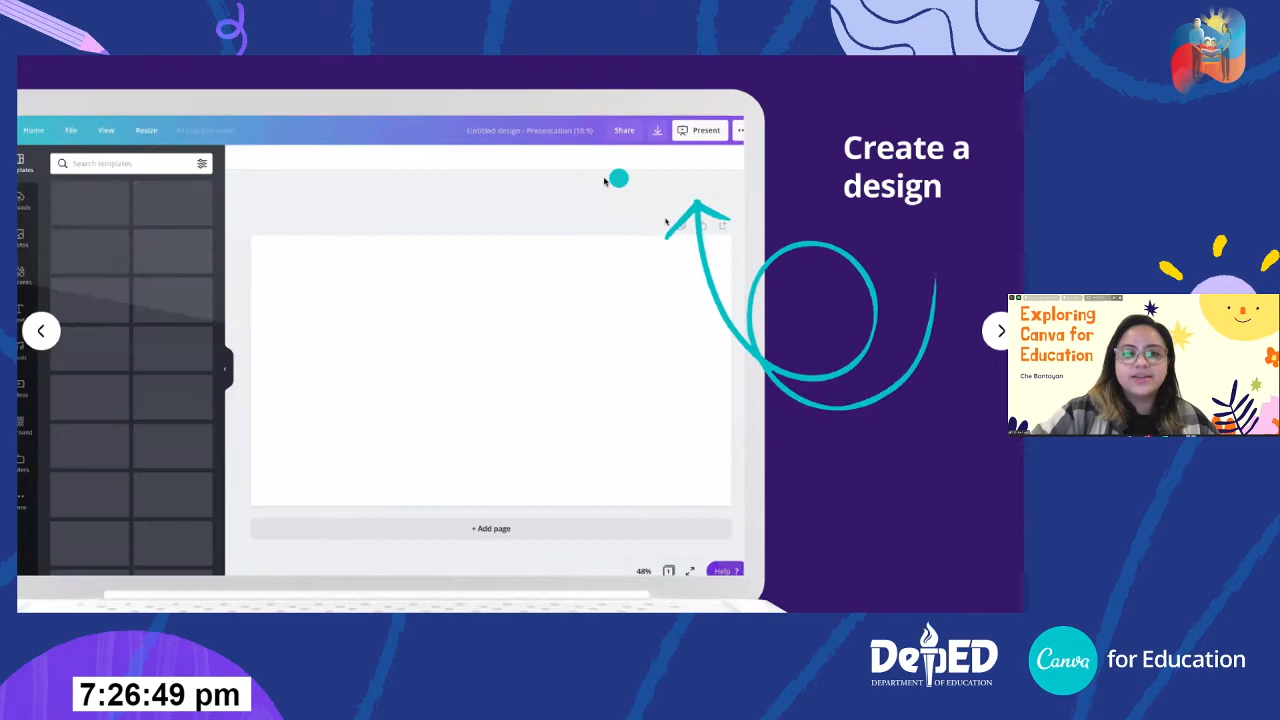 Home File View Resize Untitled design - Presentation (16:9) Share Present
Search templates
Create a
design
Exploring
Canva for
Education
Che Bantayan
+ Add page
48%
1
Help ?
DepED
DEPARTMENT OF EDUCATION
Canva for Education
7:26:49 pm